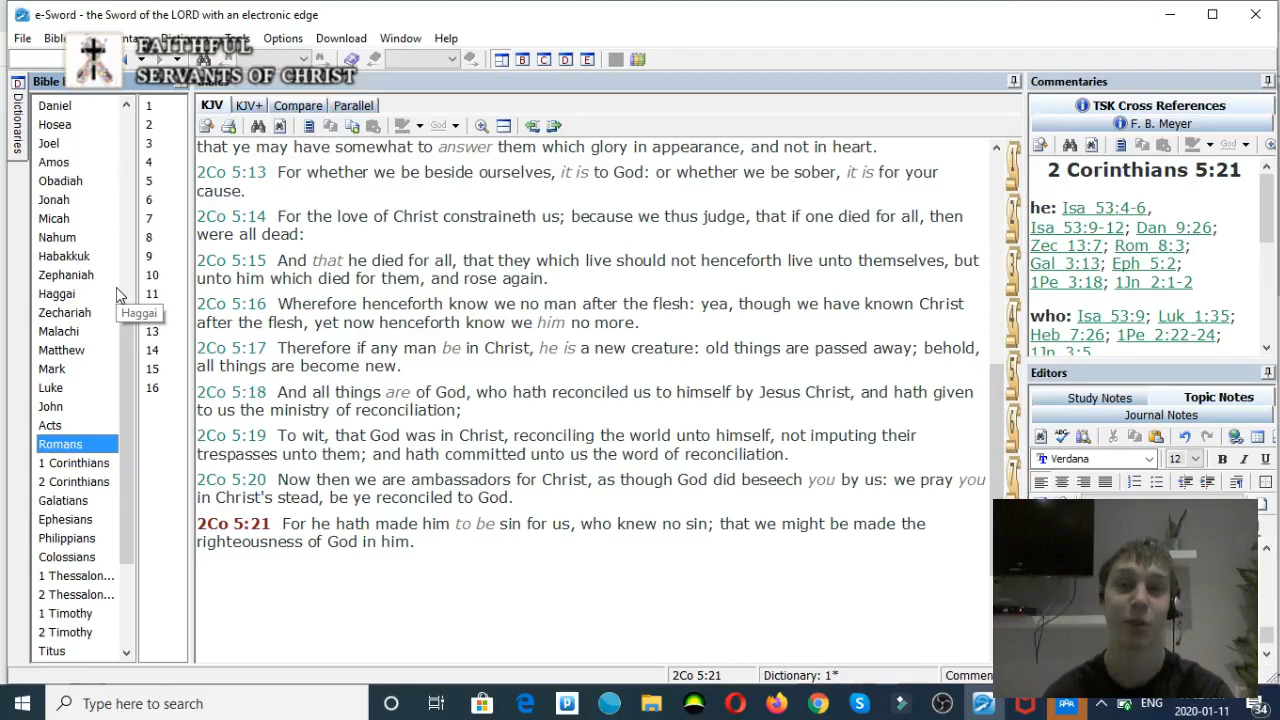 e-Sword - the Sword of the LORD with an electronic edge
File Bib Dictionary Tools Options Download Window Help
FAITHFUL
SERVANTS OF CHRIST
Dictionaries
Bible
Daniel
Hosea
Joel
Amos
Obadiah
Jonah
Micah
Nahum
Habakkuk
Zephaniah
Haggai
Zechariah
Malachi
Matthew
Mark
Luke
John
Acts
Romans
1 Corinthians
2 Corinthians
Galatians
Ephesians
Philippians
Colossians
1 Thessalon...
2 Thessalon...
1 Timothy
2 Timothy
Titus
Haggai
1
2
3
4
5
6
7
8
9
10
11
13
14
15
16
KJV KJV+ Compare Parallel
God
that ye may have somewhat to answer them which glory in appearance, and not in heart.
2Co 5:13 For whether we be beside ourselves, it is to God: or whether we be sober, it is for your
cause.
2Co 5:14 For the love of Christ constraineth us; because we thus judge, that if one died for all, then
were all dead:
2Co 5:15 And that he died for all, that they which live should not henceforth live unto themselves, but
unto him which died for them, and rose again.
2Co 5:16 Wherefore henceforth know we no man after the flesh: yea, though we have known Christ
after the flesh, yet now henceforth know we him no more.
2Co 5:17 Therefore if any man be in Christ, he is a new creature: old things are passed away; behold,
all things are become new.
2Co 5:18 And all things are of God, who hath reconciled us to himself by Jesus Christ, and hath given
to us the ministry of reconciliation;
2Co 5:19 To wit, that God was in Christ, reconciling the world unto himself, not imputing their
trespasses unto them; and hath committed unto us the word of reconciliation.
2Co 5:20 Now then we are ambassadors for Christ, as though God did beseech you by us: we pray you
in Christ's stead, be ye reconciled to God.
2Co 5:21 For he hath made him to be sin for us, who knew no sin; that we might be made the
righteousness of God in him.
1
2
3
4
5
6
7
Commentaries
TSK Cross References
F. B. Meyer
God
2 Corinthians 5:21
he: Isa 53:4-6,
Isa 53:9-12; Dan 9:26;
Zec 13:7; Rom 8:3;
Gal 3:13; Eph 5:2;
1Pe 3:18; 1Jn 2:1-2
who: Isa 53:9; Luk 1:35;
Heb 7:26; 1Pe 2:22-24;
1Jn 3:5
Editors
Study Notes Topic Notes
Journal Notes
Verdana 12 B I U
2Co 5:21 Dictionary: 1* Commen
Type here to search
ENG
2020-01-11
34